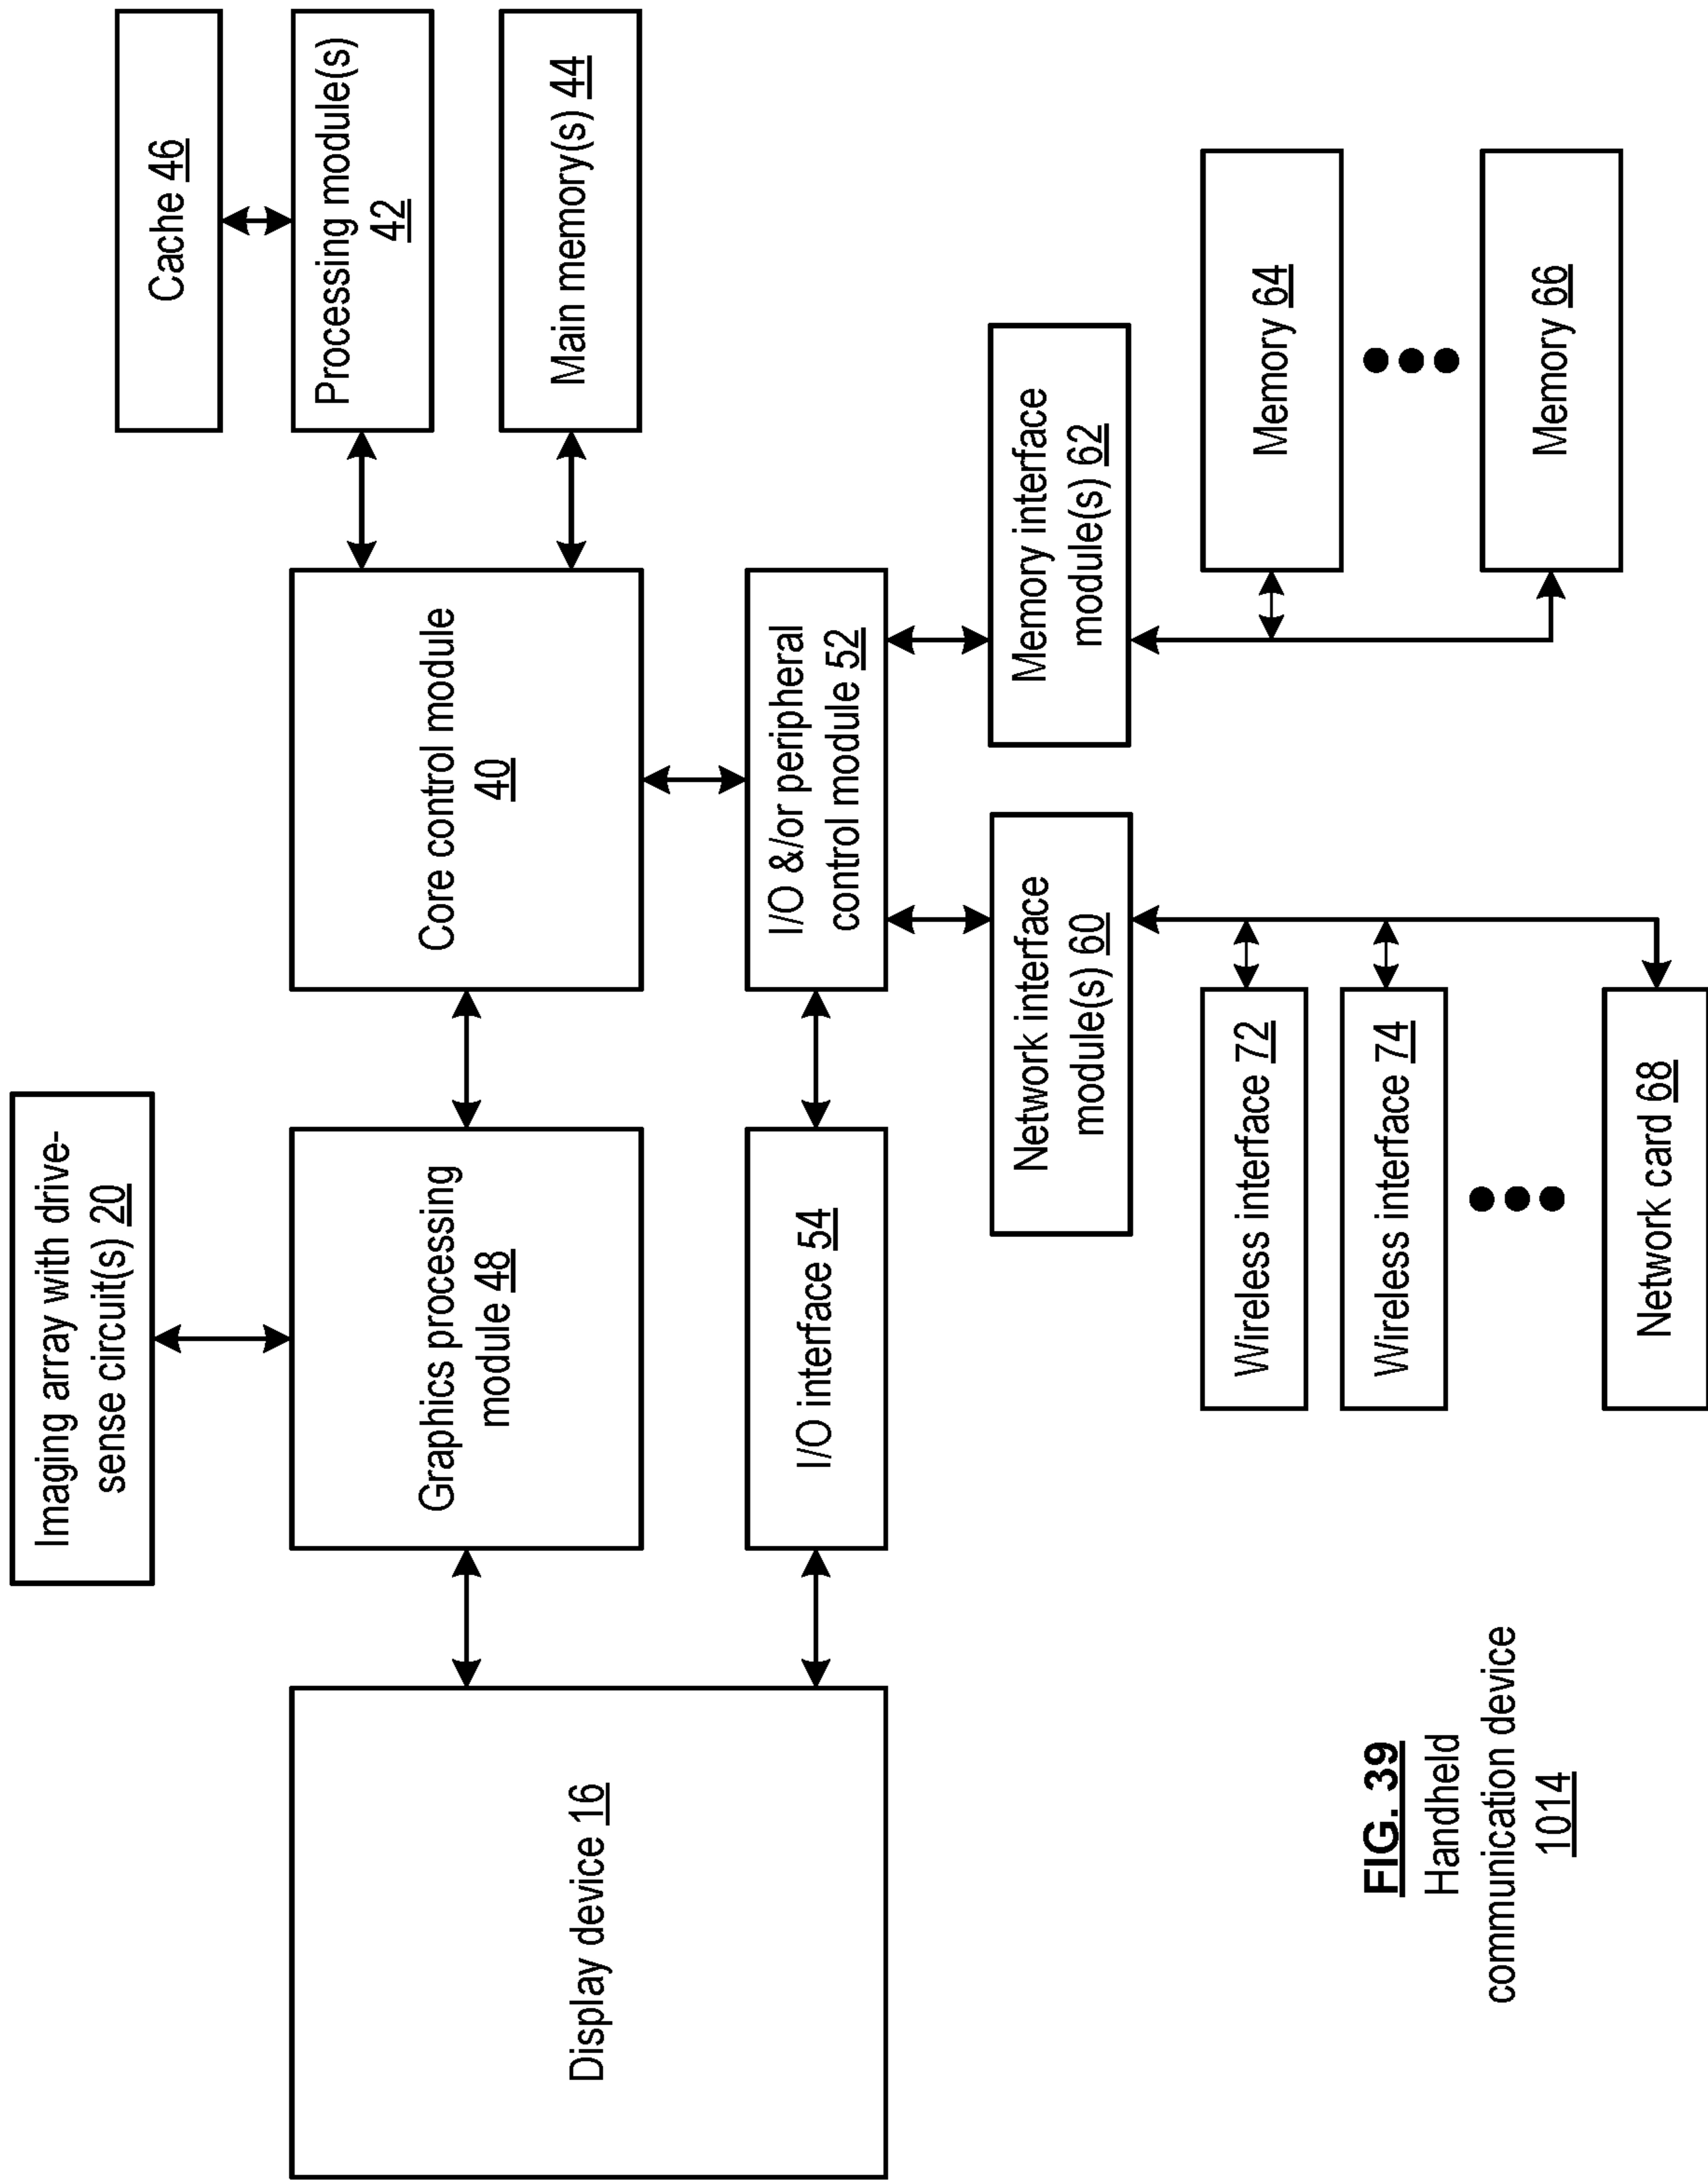 Imaging array with drive-
sense circuit(s) 20
Cache 46
Graphics processing
module 48
Core control module
40
Processing module(s)
42
Display device 16
Main memory(s) 44
I/O interface 54
I/O &/or peripheral
control module 52
Network interface
module(s) 60
Memory interface
module(s) 62
Wireless interface 72
Memory 64
Wireless interface 74
Memory 66
Network card 68
FIG. 39
Handheld
communication device
1014